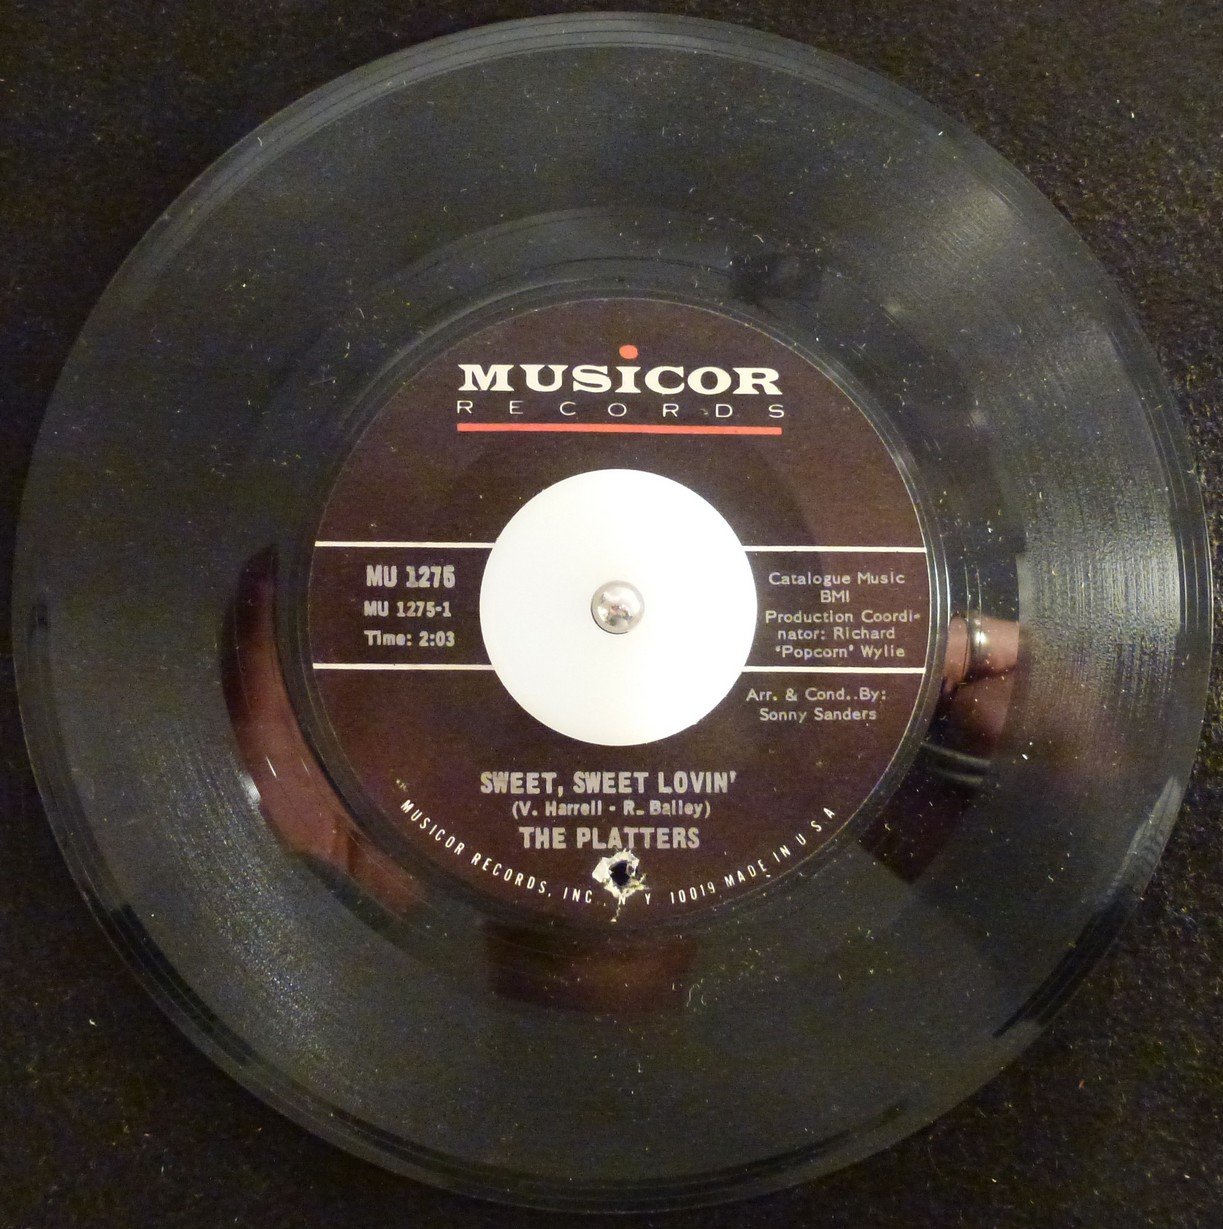 MUSiCOR
RECORDS
MU 1275
MU 1275-1
Time: 2:03
Catalogue Music
BMI
Production Coordi-
nator: Richard
"Popcorn" Wylie
Arr. & Cond..By:
Sonny Sanders
SWEET, SWEET LOVIN'
(V. Harrell - R. Bailey)
THE PLATTERS
MUSICOR RECORDS, INC., N Y 10019 MADE IN U S A